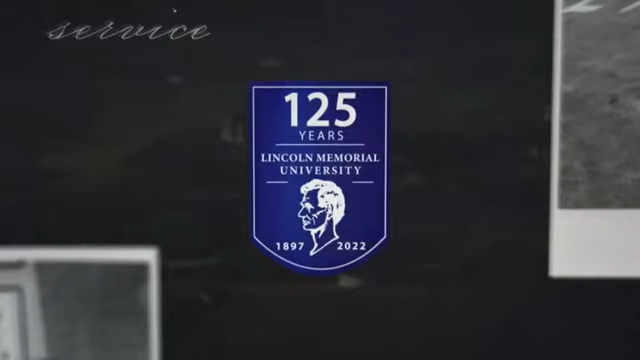 service
125
YEARS
LINCOLN MEMORIAL
UNIVERSITY
1897 2022